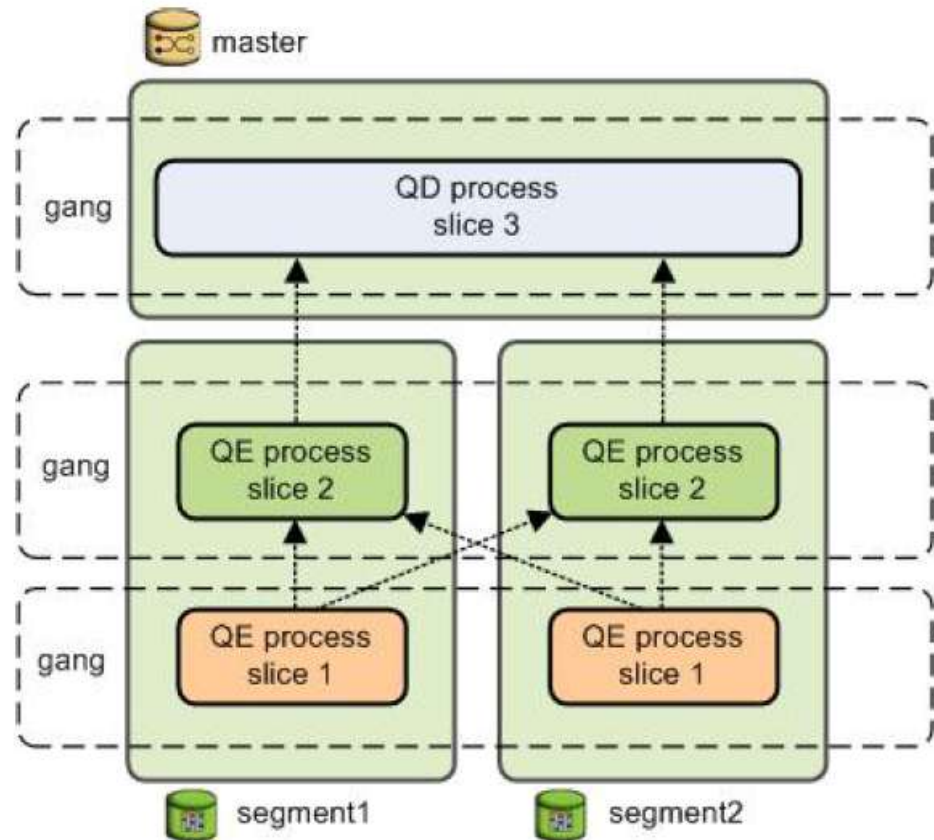 master
gang
QD process
slice 3
gang
QE process
slice 2
QE process
slice 2
gang
QE process
slice 1
QE process
slice 1
segment1
segment2